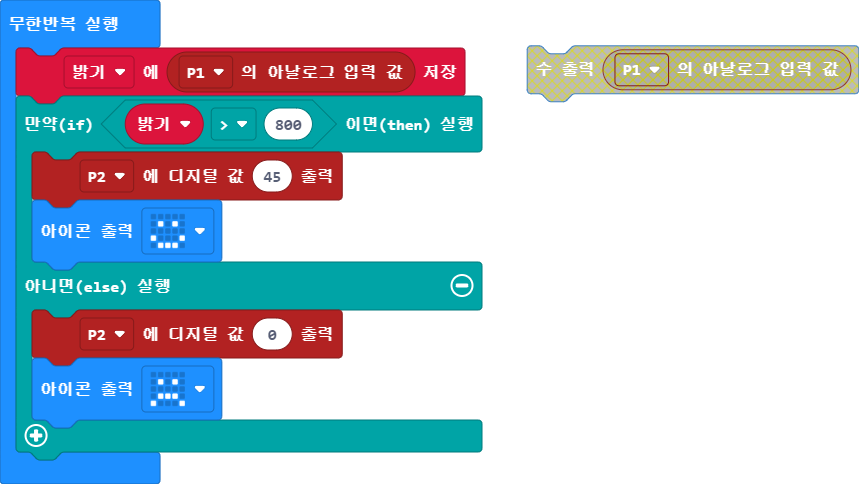 무한반복 실행
밝기 에 P1 의 아날로그 입력 값 저장
수 출력 P1 의 아날로그 입력 값
만약(if) 밝기 > 800 이면(then) 실행
P2 에 디지털 값 45 출력
아이콘 출력
아니면(else) 실행
P2 에 디지털 값 0 출력
아이콘 출력